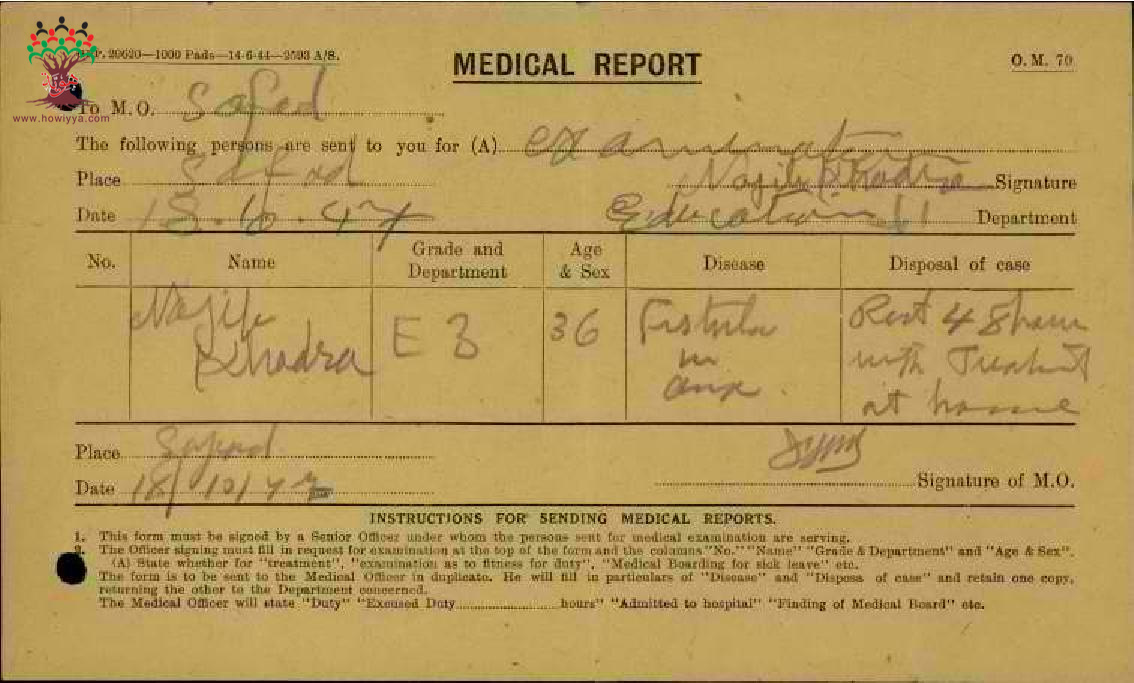 G.P.P. 20620—1000 Pads—14-6-44—2593 A/S.
MEDICAL REPORT
O. M. 70
www.howiyya.com
To M.O. Safad
The following persons are sent to you for (A) examination
Place Safad Najib Khadra Signature
Date 18.10.47 Education Department
No. Name Grade and Department Age & Sex Disease Disposal of case
Najib Khadra E 3 36 Fistula in Rest 48 hours with Treatment at home
Place Safad
Date 18/10/47 Signature of M.O.
INSTRUCTIONS FOR SENDING MEDICAL REPORTS.
1. This form must be signed by a Senior Officer under whom the persons sent for medical examination are serving.
2. The Officer signing must fill in request for examination at the top of the form and the columns "No." "Name" "Grade & Department" and "Age & Sex".
(A) State whether for "treatment", "examination as to fitness for duty", "Medical Boarding for sick leave" etc.
The form is to be sent to the Medical Officer in duplicate. He will fill in particulars of "Disease" and "Disposa of case" and retain one copy,
returning the other to the Department concerned.
The Medical Officer will state "Duty" "Excused Duty....................hours" "Admitted to hospital" "Finding of Medical Board" etc.